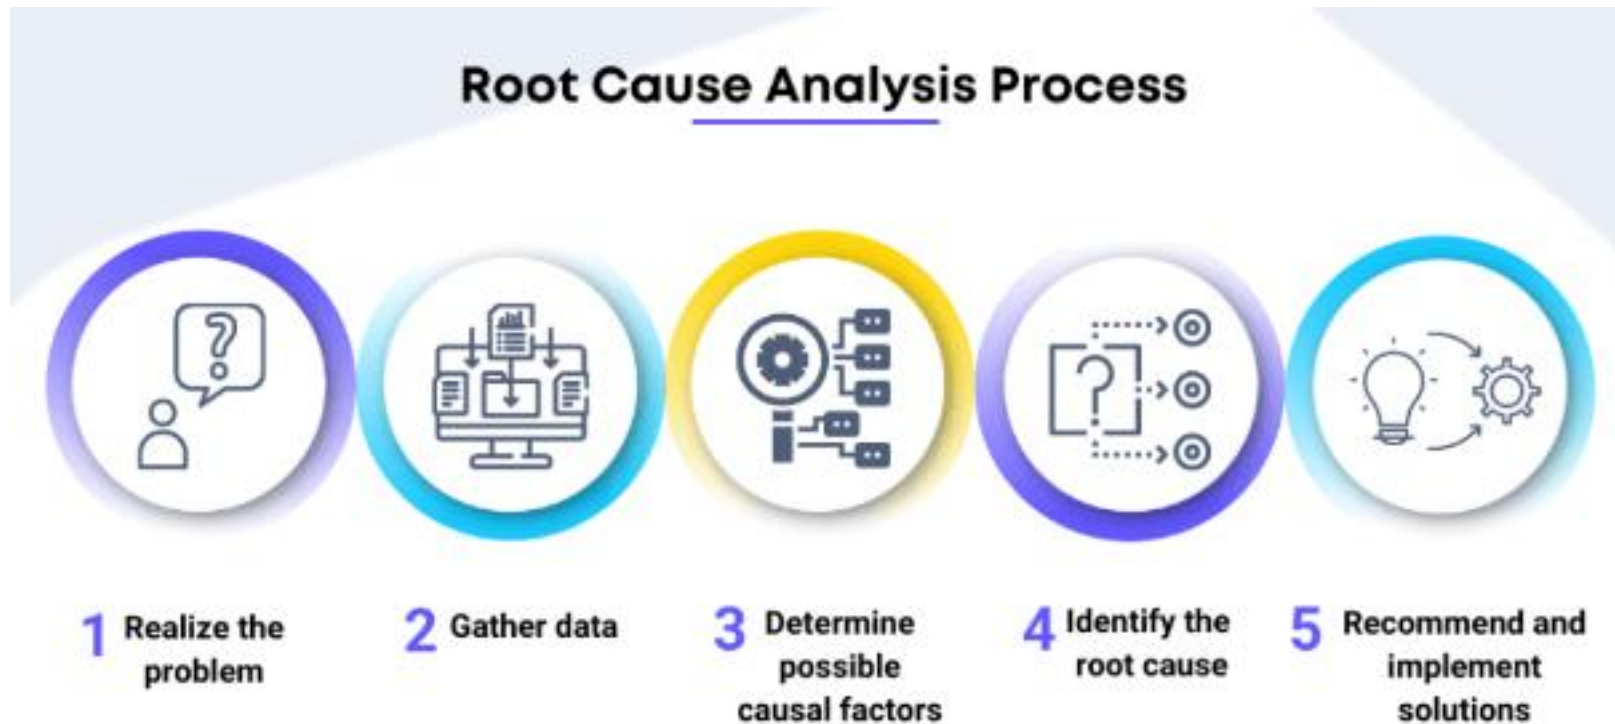 Root Cause Analysis Process
1 Realize the
problem
2 Gather data
3 Determine
possible
causal factors
4 Identify the
root cause
5 Recommend and
implement
solutions